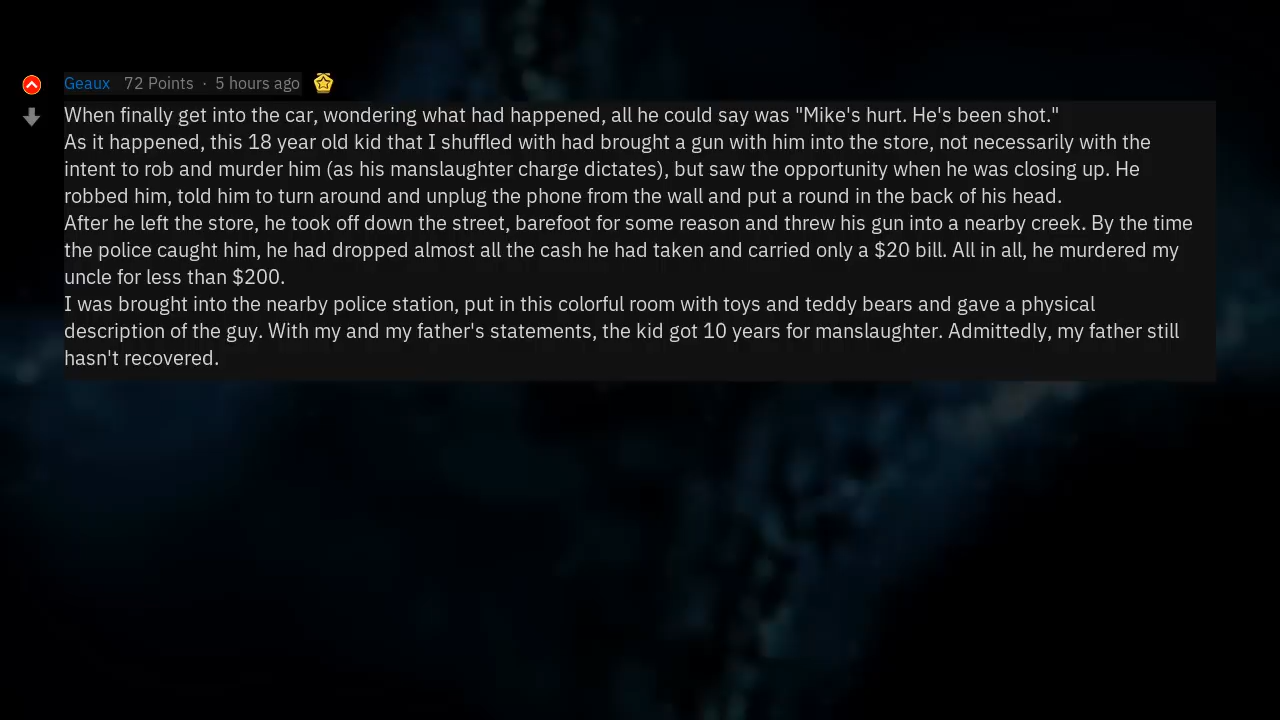 Geaux 72 Points · 5 hours ago
When finally get into the car, wondering what had happened, all he could say was "Mike's hurt. He's been shot."
As it happened, this 18 year old kid that I shuffled with had brought a gun with him into the store, not necessarily with the
intent to rob and murder him (as his manslaughter charge dictates), but saw the opportunity when he was closing up. He
robbed him, told him to turn around and unplug the phone from the wall and put a round in the back of his head.
After he left the store, he took off down the street, barefoot for some reason and threw his gun into a nearby creek. By the time
the police caught him, he had dropped almost all the cash he had taken and carried only a $20 bill. All in all, he murdered my
uncle for less than $200.
I was brought into the nearby police station, put in this colorful room with toys and teddy bears and gave a physical
description of the guy. With my and my father's statements, the kid got 10 years for manslaughter. Admittedly, my father still
hasn't recovered.